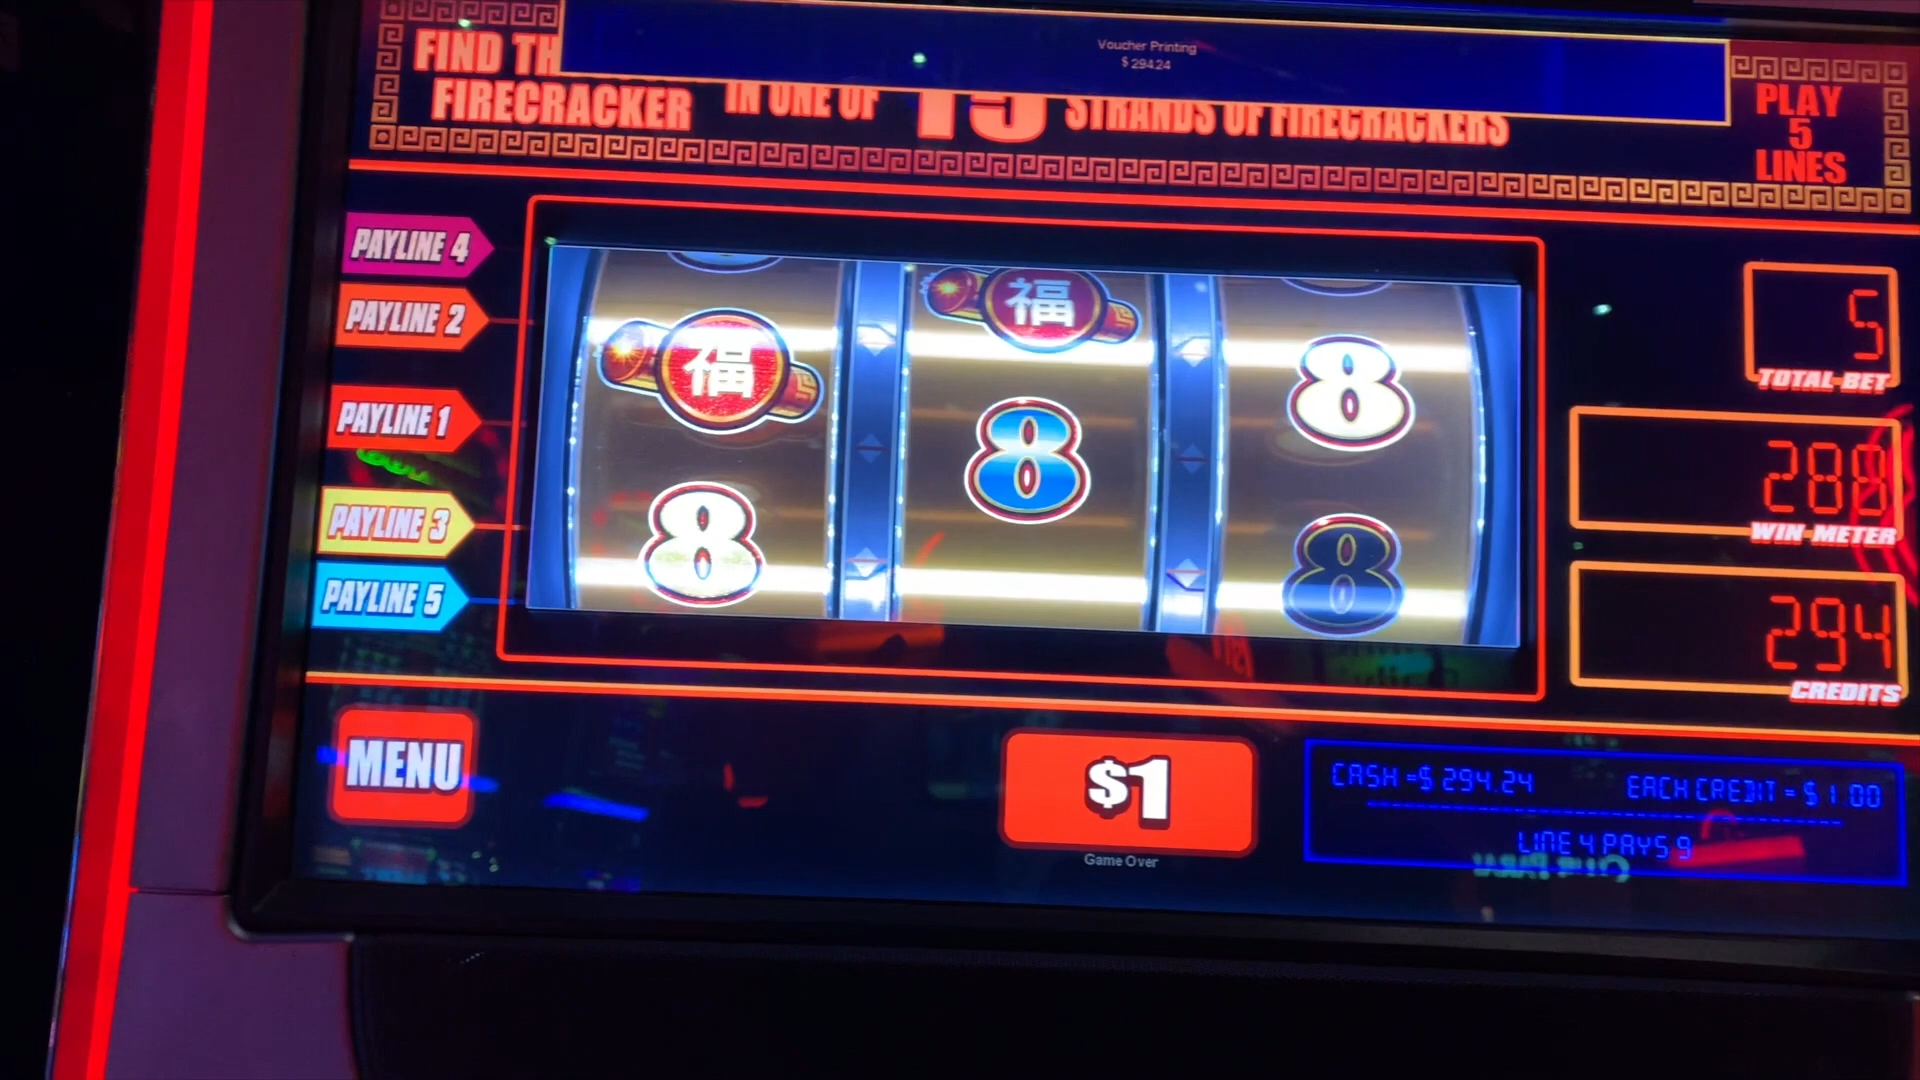 Voucher Printing
$ 294.24
FIND TH
FIRECRACKER IN ONE OF 15 STRANDS OF FIRECRACKERS
PLAY
5
LINES
PAYLINE 4
PAYLINE 2
PAYLINE 1
PAYLINE 3
PAYLINE 5
福
福
8
8
8
8
5
TOTAL BET
288
WIN METER
294
CREDITS
MENU
$1
Game Over
CASH =$ 294.24 EACH CREDIT = $ 1.00
LINE 4 PAYS 9